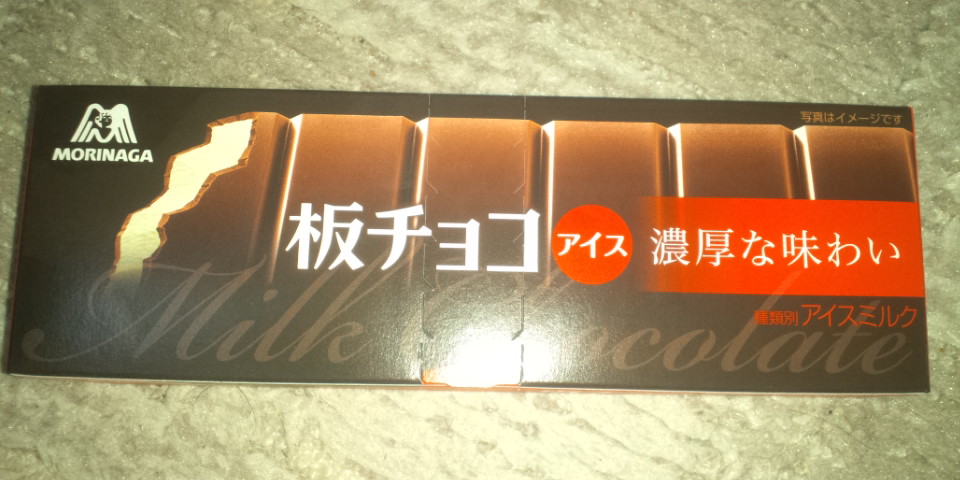 写真はイメージです
MORINAGA
板チョコ アイス 濃厚な味わい
種類別 アイスミルク
Milk Chocolate